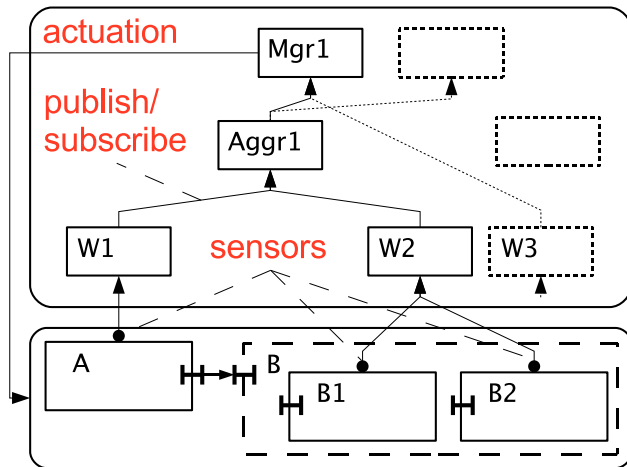 actuation
Mgr1
publish/
subscribe
Aggr1
W1
sensors
W2
W3
A
B
B1
B2